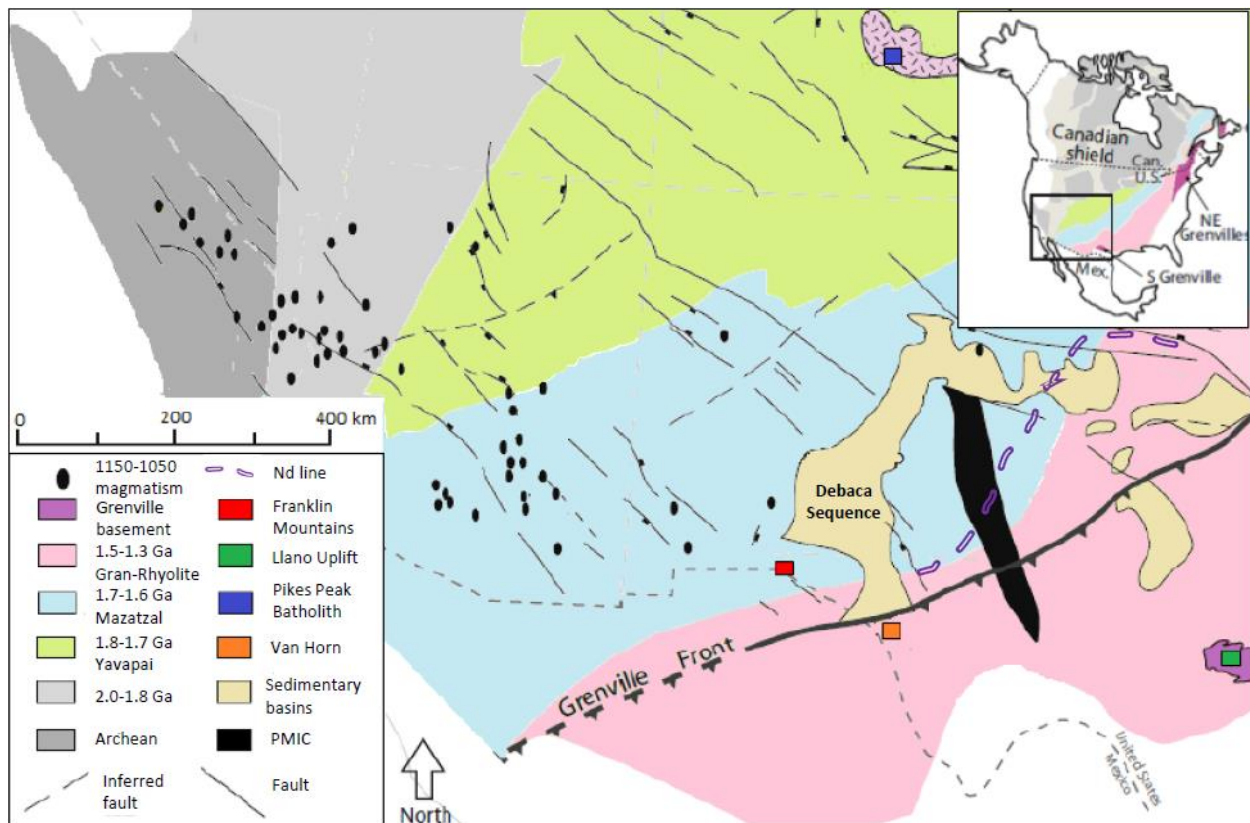 Canadian
shield
Can.
U.S.
NE
Grenvilles
Mex.
S Grenville
0 200 400 km
1150-1050
magmatism
Grenville
basement
1.5-1.3 Ga
Gran-Rhyolite
1.7-1.6 Ga
Mazatzal
1.8-1.7 Ga
Yavapai
2.0-1.8 Ga
Archean
Inferred
fault
Nd line
Franklin
Mountains
Llano Uplift
Pikes Peak
Batholith
Van Horn
Sedimentary
basins
PMIC
Fault
Debaca
Sequence
Grenville Front
North
United States
Mexico